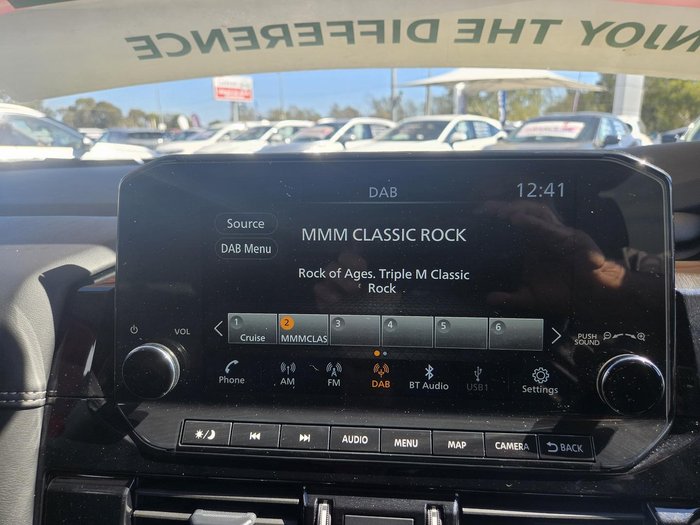 ENJOY THE DIFFERENCE
DAB
12:41
Source
DAB Menu
MMM CLASSIC ROCK
Rock of Ages. Triple M Classic
Rock
1 Cruise
2 MMMCLAS
3
4
5
6
VOL
PUSH
SOUND
Phone
AM
FM
DAB
BT Audio
USB1
Settings
AUDIO
MENU
MAP
CAMERA
BACK